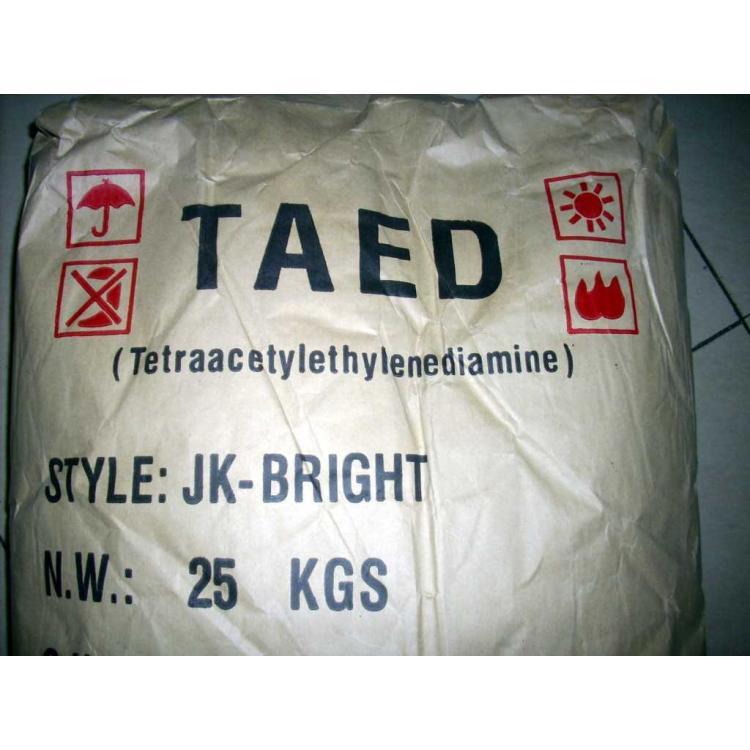 TAED
(Tetraacetylethylenediamine)
STYLE: JK-BRIGHT
N.W.: 25 KGS